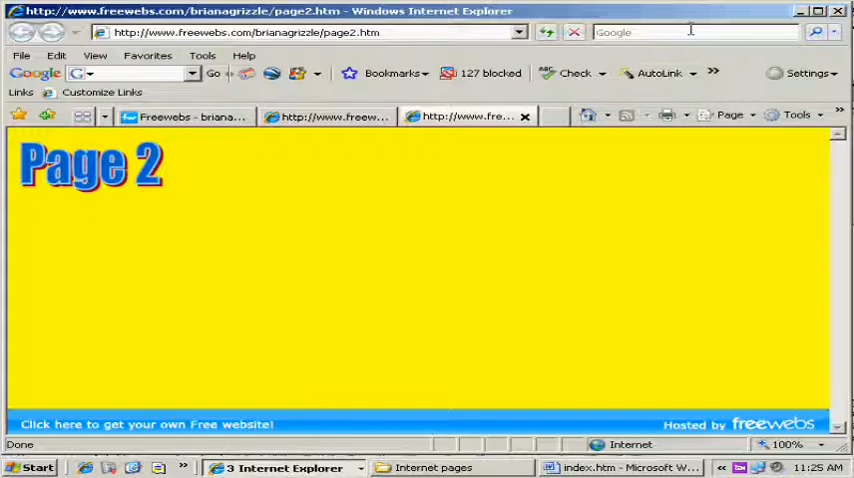 http://www.freewebs.com/brianagrizzle/page2.htm - Windows Internet Explorer
http://www.freewebs.com/brianagrizzle/page2.htm Google
File Edit View Favorites Tools Help
Google G Go Bookmarks 127 blocked ABC Check AutoLink » Settings
Links Customize Links
fw Freewebs - briana... http://www.freew... http://www.fre... Page Tools »
Page 2
Click here to get your own Free website! Hosted by freewebs
Done Internet 100%
Start » 3 Internet Explorer Internet pages index.htm - Microsoft W... « 11:25 AM